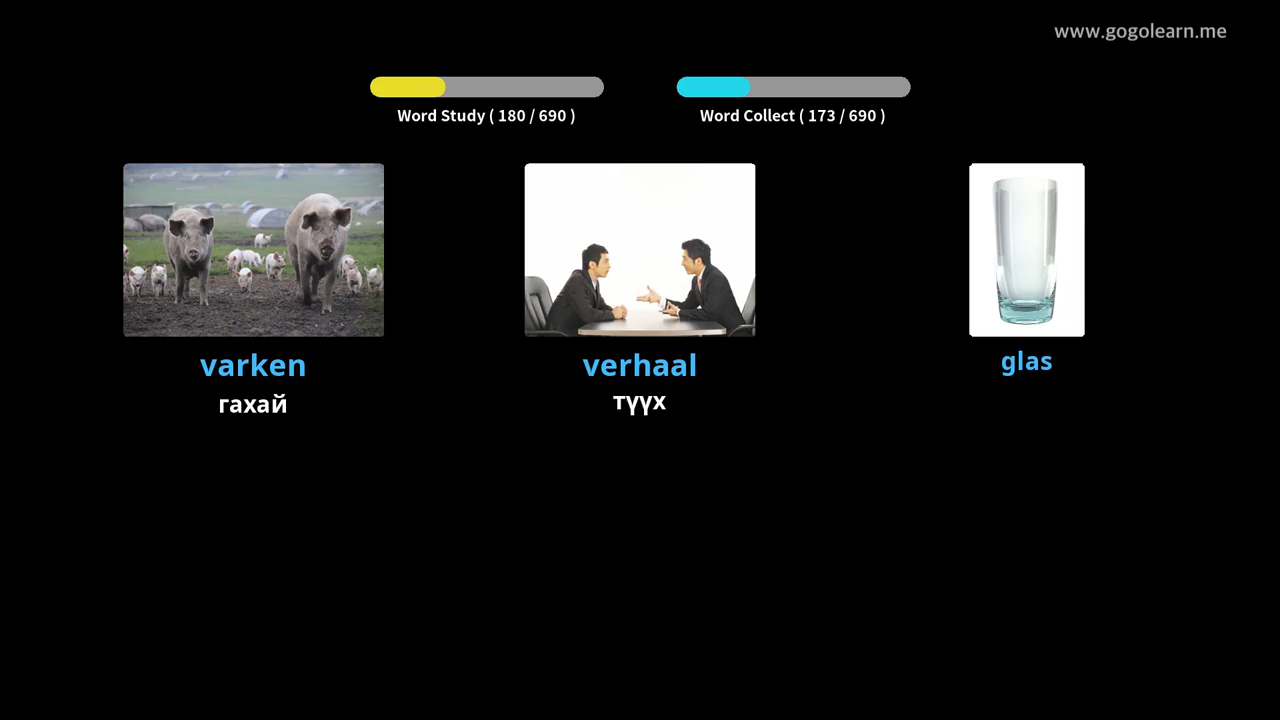 www.gogolearn.me
Word Study ( 180 / 690 )
Word Collect ( 173 / 690 )
varken
гахай
verhaal
түүх
glas